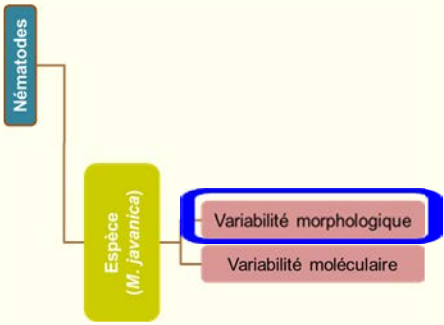 Nématodes
Espèce
(M. javanica)
Variabilité morphologique
Variabilité moléculaire